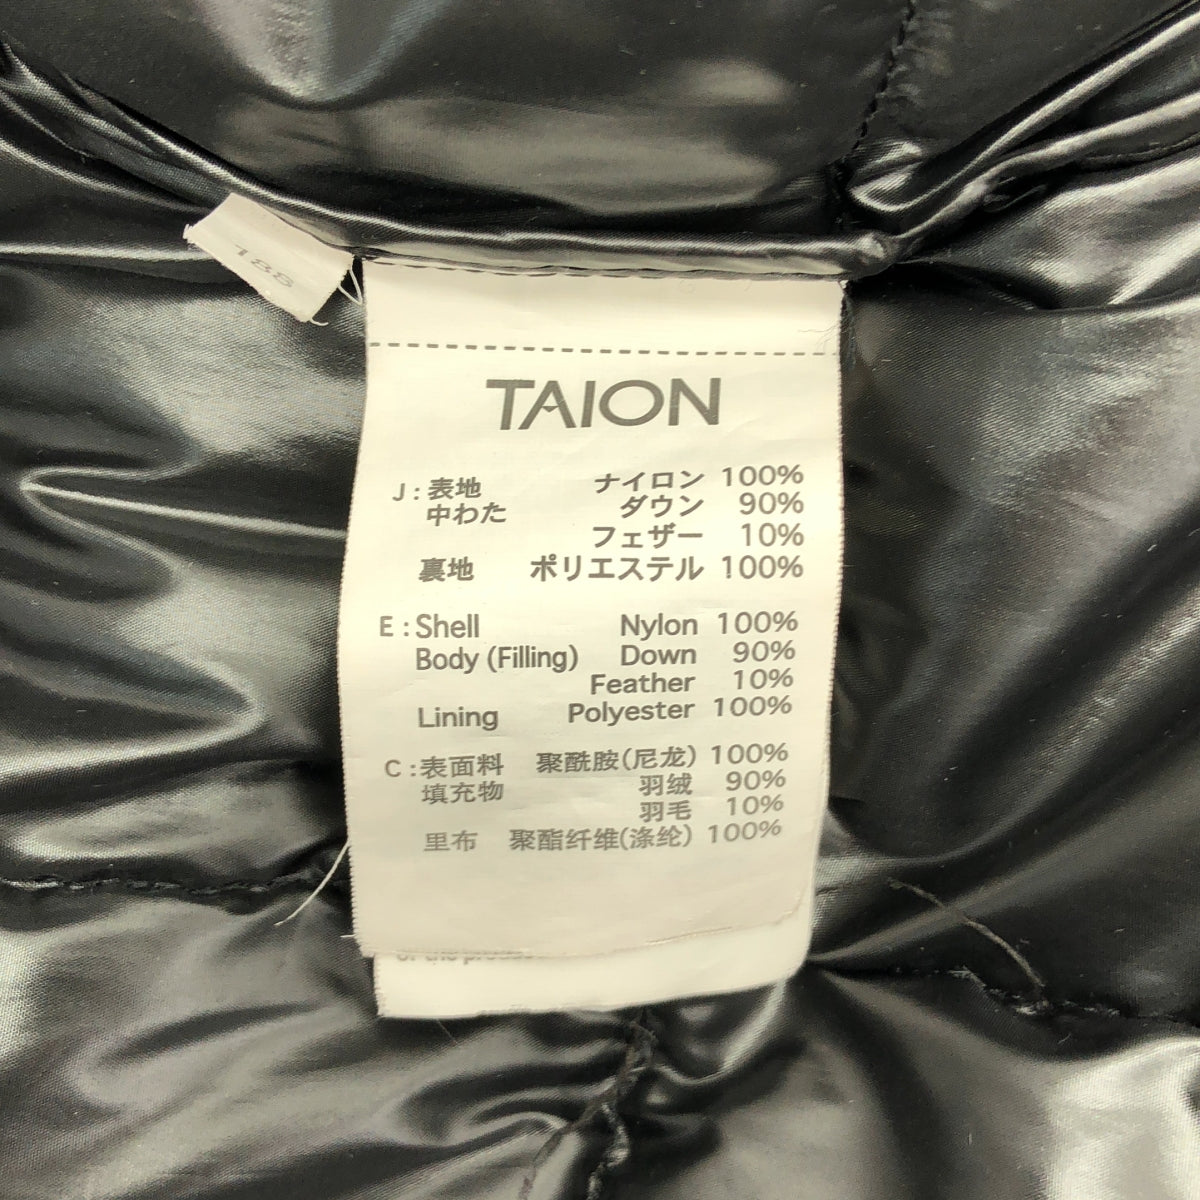 188
TAION
J : 表地 ナイロン 100%
中わた ダウン 90%
フェザー 10%
裏地 ポリエステル 100%
E : Shell Nylon 100%
Body (Filling) Down 90%
Feather 10%
Lining Polyester 100%
C : 表面料 聚酰胺(尼龙) 100%
填充物 羽绒 90%
羽毛 10%
里布 聚酯纤维(涤纶) 100%
of the